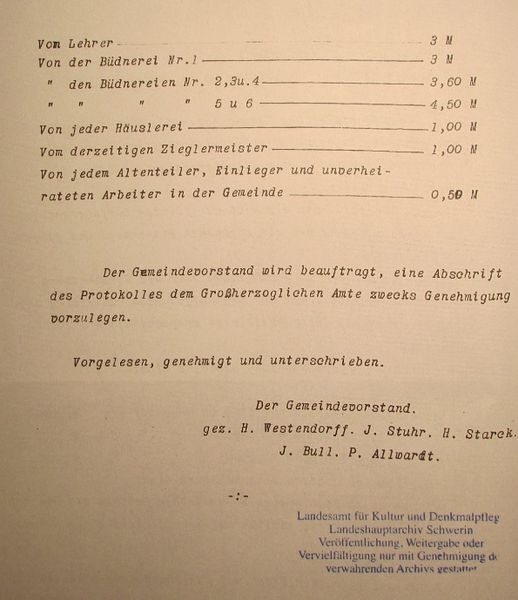 Von Lehrer 3 M
Von der Büdnerei Nr.1 3 M
" den Büdnereien Nr. 2,3u.4 3,60 M
" " " " 5 u 6 4,50 M
Von jeder Häuslerei 1,00 M
Vom derzeitigen Zieglermeister 1,00 M
Von jedem Altenteiler, Einlieger und unverhei-
rateten Arbeiter in der Gemeinde 0,50 M
Der Gemeindevorstand wird beauftragt, eine Abschrift
des Protokolles dem Großherzoglichen Amte zwecks Genehmigung
vorzulegen.
Vorgelesen, genehmigt und unterschrieben.
Der Gemeindevorstand.
gez. H. Westendorff. J. Stuhr. H. Starck.
J. Bull. P. Allwardt.
-:-
Landesamt für Kultur und Denkmalpfleg
Landeshauptarchiv Schwerin
Veröffentlichung, Weitergabe oder
Vervielfältigung nur mit Genehmigung de
verwahrenden Archivs gestattet